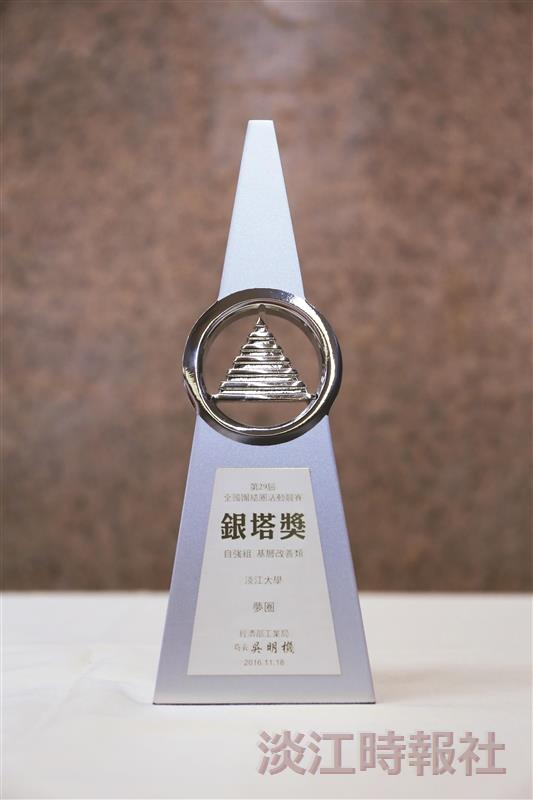 第29屆
全國團結圈活動競賽
銀塔獎
自強組 基層改善類
淡江大學
夢圈
經濟部工業局
局長 吳明機
2016.11.18
淡江時報社